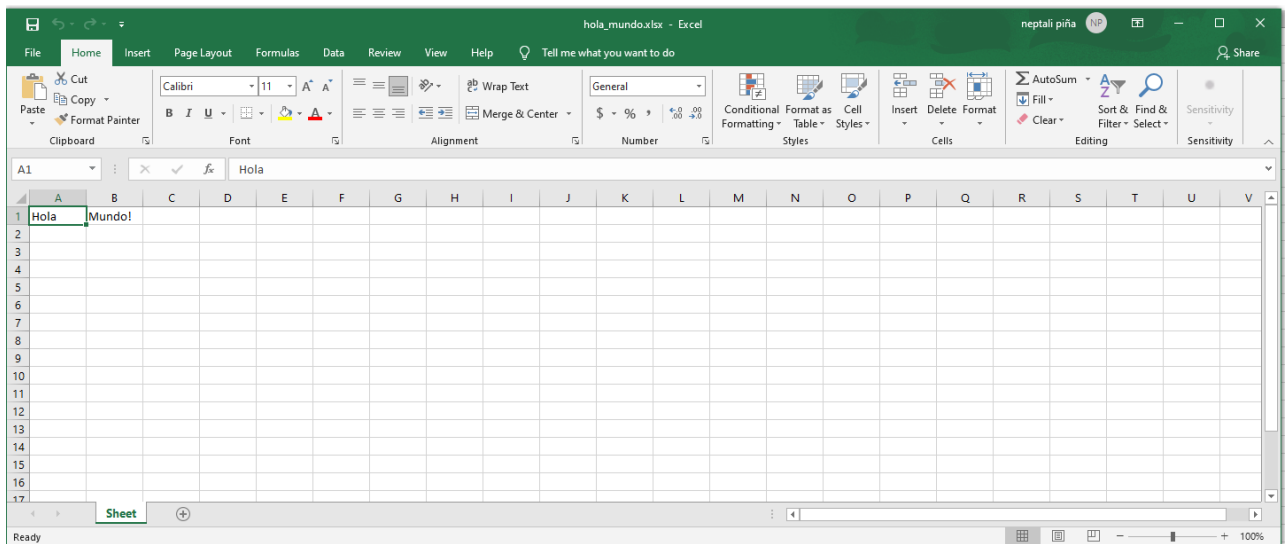 hola_mundo.xlsx - Excel neptali piña NP
File Home Insert Page Layout Formulas Data Review View Help Tell me what you want to do Share
Paste Cut Copy Format Painter Clipboard
Calibri 11 A A B I U A Font
Wrap Text Merge & Center Alignment
General $ % , .00 Number
Conditional Formatting Format as Table Cell Styles Styles
Insert Delete Format Cells
AutoSum Fill Clear Sort & Filter Find & Select Editing
Sensitivity Sensitivity
A1 fx Hola
A B C D E F G H I J K L M N O P Q R S T U V
1 Hola Mundo!
2
3
4
5
6
7
8
9
10
11
12
13
14
15
16
17
Sheet
Ready 100%